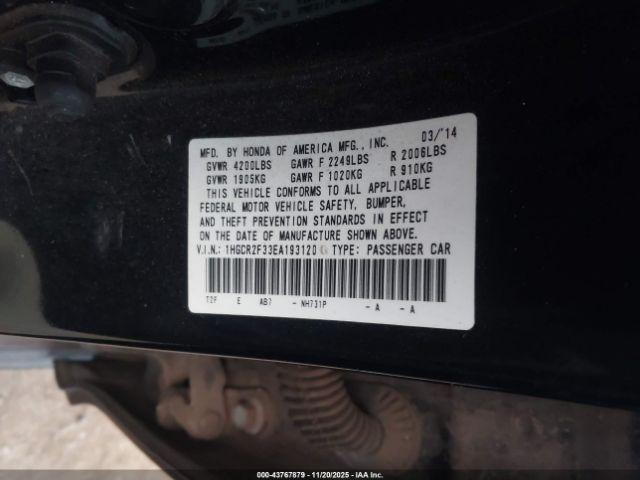 MFD. BY HONDA OF AMERICA MFG., INC. 03/'14
GVWR 4200LBS GAWR F 2249LBS R 2006LBS
GVWR 1905KG GAWR F 1020KG R 910KG
THIS VEHICLE CONFORMS TO ALL APPLICABLE
FEDERAL MOTOR VEHICLE SAFETY, BUMPER,
AND THEFT PREVENTION STANDARDS IN EFFECT
ON THE DATE OF MANUFACTURE SHOWN ABOVE.
V.I.N.: 1HGCR2F33EA193120 TYPE: PASSENGER CAR
T2F E AB7 - NH731P - A - A
000-43767879 - 11/20/2025 - IAA Inc.